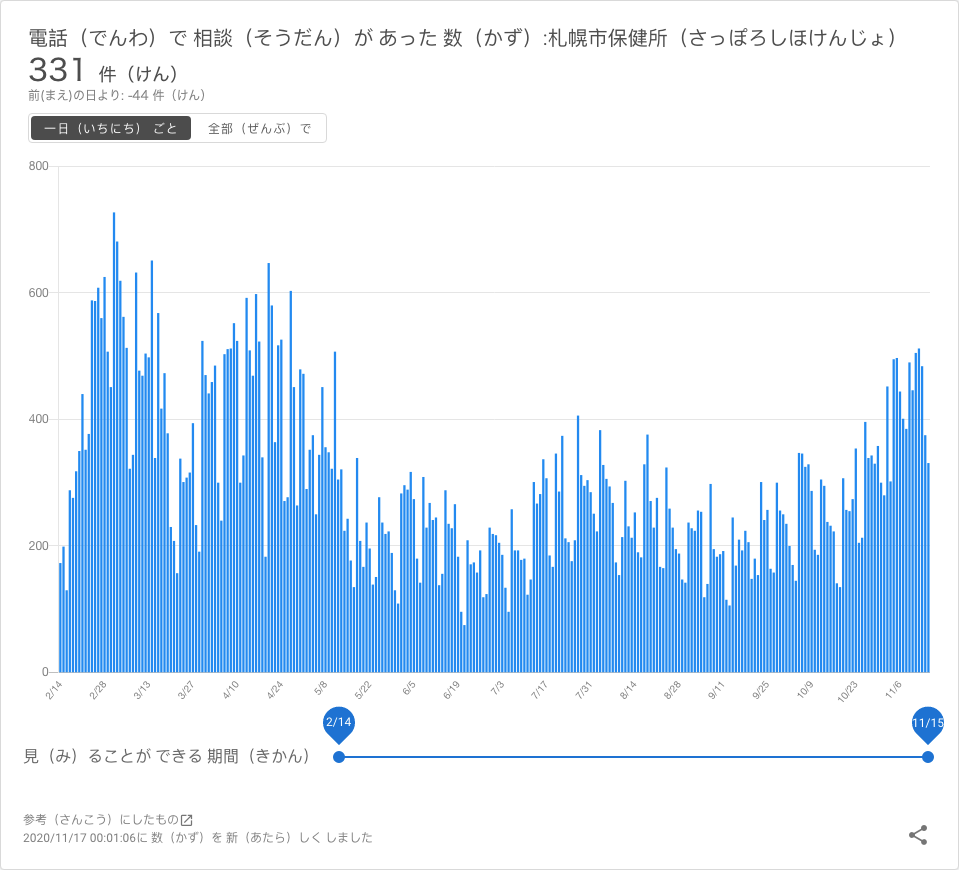 電話（でんわ）で 相談（そうだん）が あった 数（かず）:札幌市保健所（さっぽろしほけんじょ）
331 件（けん）
前(まえ)の日より: -44 件（けん）
一日（いちにち） ごと 全部（ぜんぶ）で
800
600
400
200
0
2/14 2/28 3/13 3/27 4/10 4/24 5/8 5/22 6/5 6/19 7/3 7/17 7/31 8/14 8/28 9/11 9/25 10/9 10/23 11/6
2/14 11/15
見（み）ることが できる 期間（きかん）
参考（さんこう）にしたもの
2020/11/17 00:01:06に 数（かず）を 新（あたら）しく しました